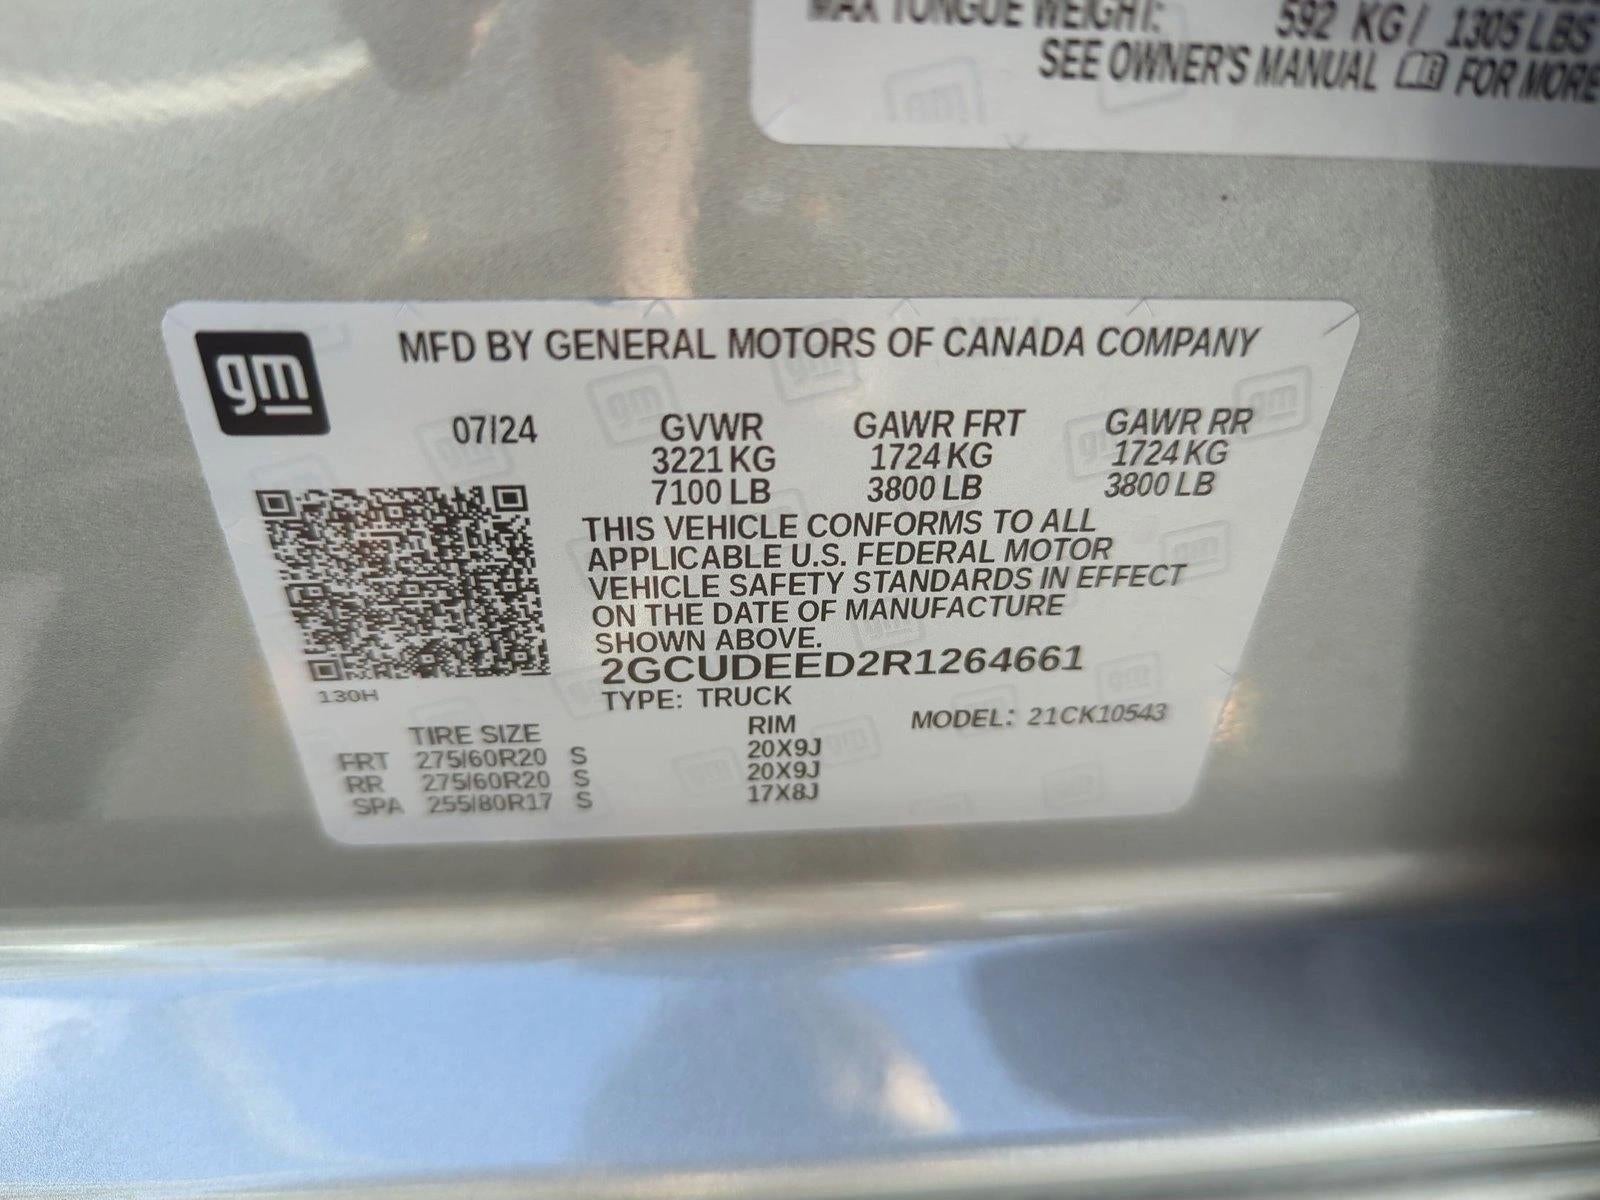 MAX TONGUE WEIGHT: 592 KG / 1305 LBS
SEE OWNER'S MANUAL FOR MORE
gm
MFD BY GENERAL MOTORS OF CANADA COMPANY
07/24 GVWR GAWR FRT GAWR RR
3221 KG 1724 KG 1724 KG
7100 LB 3800 LB 3800 LB
THIS VEHICLE CONFORMS TO ALL
APPLICABLE U.S. FEDERAL MOTOR
VEHICLE SAFETY STANDARDS IN EFFECT
ON THE DATE OF MANUFACTURE
SHOWN ABOVE.
2GCUDEED2R1264661
130H
TYPE: TRUCK
MODEL: 21CK10543
TIRE SIZE RIM
FRT 275/60R20 S 20X9J
RR 275/60R20 S 20X9J
SPA 255/80R17 S 17X8J